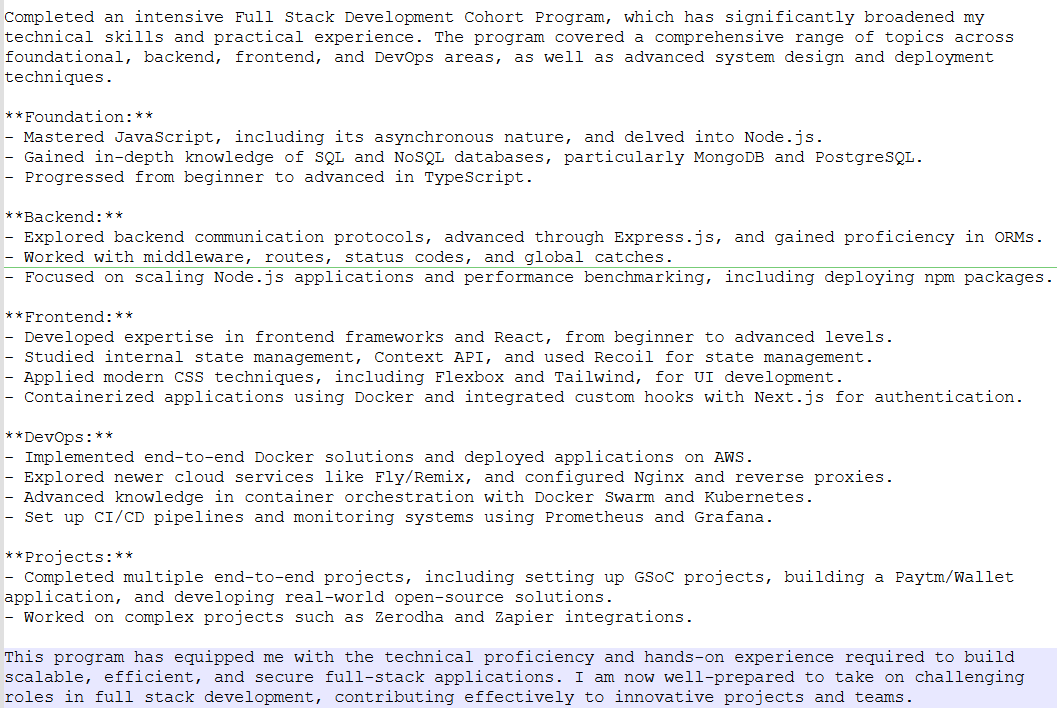 Completed an intensive Full Stack Development Cohort Program, which has significantly broadened my
technical skills and practical experience. The program covered a comprehensive range of topics across
foundational, backend, frontend, and DevOps areas, as well as advanced system design and deployment
techniques.

**Foundation:**
- Mastered JavaScript, including its asynchronous nature, and delved into Node.js.
- Gained in-depth knowledge of SQL and NoSQL databases, particularly MongoDB and PostgreSQL.
- Progressed from beginner to advanced in TypeScript.

**Backend:**
- Explored backend communication protocols, advanced through Express.js, and gained proficiency in ORMs.
- Worked with middleware, routes, status codes, and global catches.
- Focused on scaling Node.js applications and performance benchmarking, including deploying npm packages.

**Frontend:**
- Developed expertise in frontend frameworks and React, from beginner to advanced levels.
- Studied internal state management, Context API, and used Recoil for state management.
- Applied modern CSS techniques, including Flexbox and Tailwind, for UI development.
- Containerized applications using Docker and integrated custom hooks with Next.js for authentication.

**DevOps:**
- Implemented end-to-end Docker solutions and deployed applications on AWS.
- Explored newer cloud services like Fly/Remix, and configured Nginx and reverse proxies.
- Advanced knowledge in container orchestration with Docker Swarm and Kubernetes.
- Set up CI/CD pipelines and monitoring systems using Prometheus and Grafana.

**Projects:**
- Completed multiple end-to-end projects, including setting up GSoC projects, building a Paytm/Wallet
application, and developing real-world open-source solutions.
- Worked on complex projects such as Zerodha and Zapier integrations.

This program has equipped me with the technical proficiency and hands-on experience required to build
scalable, efficient, and secure full-stack applications. I am now well-prepared to take on challenging
roles in full stack development, contributing effectively to innovative projects and teams.